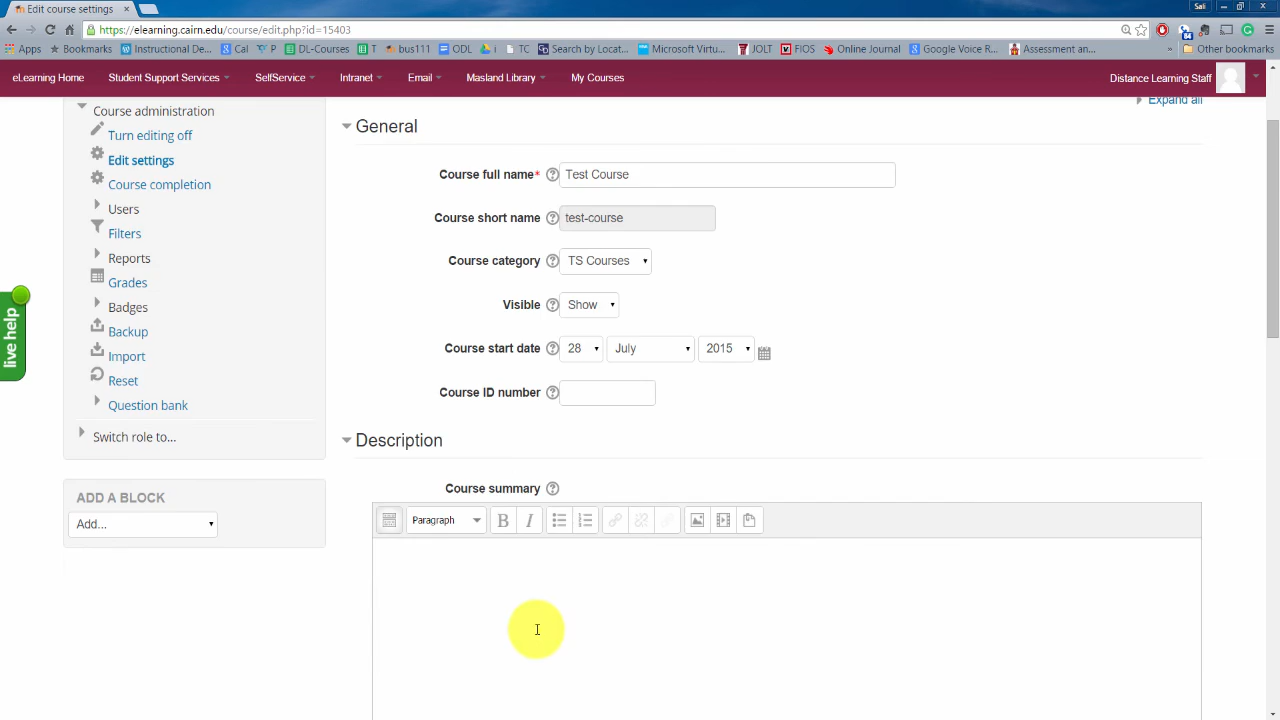 Edit course settings
Sali
https://elearning.cairn.edu/course/edit.php?id=15403
Apps Bookmarks Instructional De... Cal P DL-Courses T bus111 ODL i TC Search by Locat... Microsoft Virtu... JOLT FIOS Online Journal Google Voice R... Assessment an... » Other bookmarks
eLearning Home Student Support Services SelfService Intranet Email Masland Library My Courses Distance Learning Staff
Expand all
Course administration
Turn editing off
Edit settings
Course completion
Users
Filters
Reports
Grades
Badges
Backup
Import
Reset
Question bank
Switch role to...
ADD A BLOCK
Add...
live help
General
Course full name* Test Course
Course short name test-course
Course category TS Courses
Visible Show
Course start date 28 July 2015
Course ID number
Description
Course summary
Paragraph B I